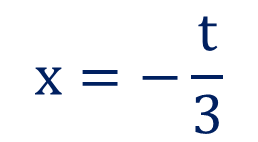 x = − t/3